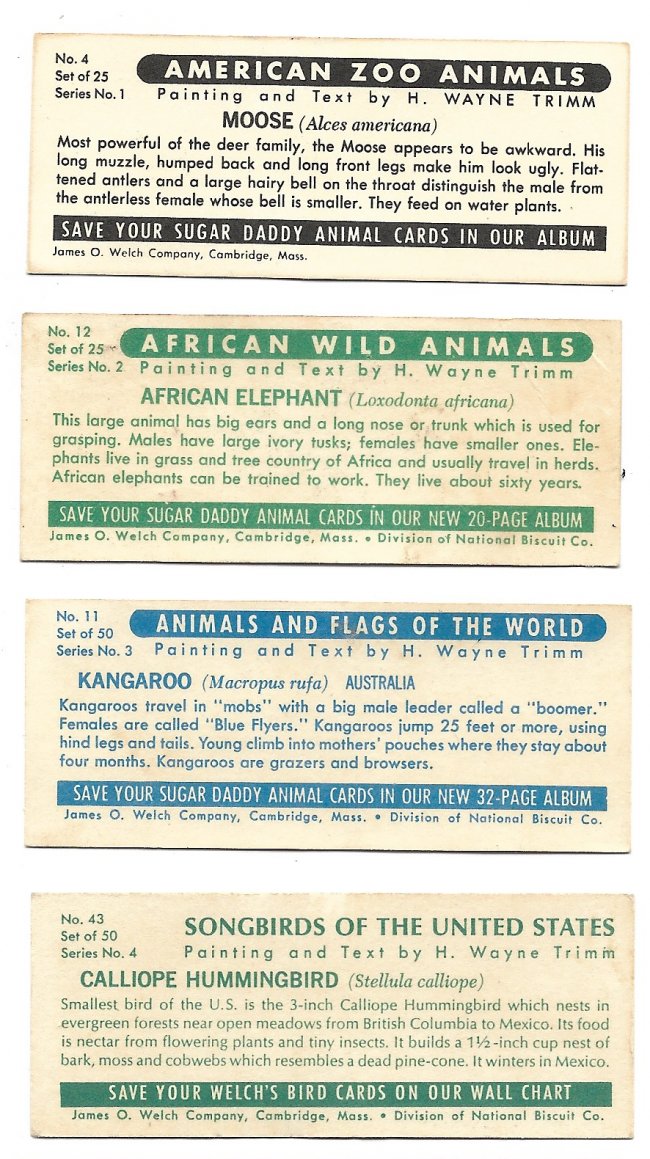 No. 4
Set of 25
Series No. 1
AMERICAN ZOO ANIMALS
Painting and Text by H. WAYNE TRIMM
MOOSE (Alces americana)
Most powerful of the deer family, the Moose appears to be awkward. His
long muzzle, humped back and long front legs make him look ugly. Flat-
tened antlers and a large hairy bell on the throat distinguish the male from
the antlerless female whose bell is smaller. They feed on water plants.
SAVE YOUR SUGAR DADDY ANIMAL CARDS IN OUR ALBUM
James O. Welch Company, Cambridge, Mass.
No. 12
Set of 25
Series No. 2
AFRICAN WILD ANIMALS
Painting and Text by H. Wayne Trimm
AFRICAN ELEPHANT (Loxodonta africana)
This large animal has big ears and a long nose or trunk which is used for
grasping. Males have large ivory tusks; females have smaller ones. Ele-
phants live in grass and tree country of Africa and usually travel in herds.
African elephants can be trained to work. They live about sixty years.
SAVE YOUR SUGAR DADDY ANIMAL CARDS IN OUR NEW 20-PAGE ALBUM
James O. Welch Company, Cambridge, Mass. • Division of National Biscuit Co.
No. 11
Set of 50
Series No. 3
ANIMALS AND FLAGS OF THE WORLD
Painting and Text by H. Wayne Trimm
KANGAROO (Macropus rufa) AUSTRALIA
Kangaroos travel in "mobs" with a big male leader called a "boomer."
Females are called "Blue Flyers." Kangaroos jump 25 feet or more, using
hind legs and tails. Young climb into mothers' pouches where they stay about
four months. Kangaroos are grazers and browsers.
SAVE YOUR SUGAR DADDY ANIMAL CARDS IN OUR NEW 32-PAGE ALBUM
James O. Welch Company, Cambridge, Mass. • Division of National Biscuit Co.
No. 43
Set of 50
Series No. 4
SONGBIRDS OF THE UNITED STATES
Painting and Text by H. Wayne Trimm
CALLIOPE HUMMINGBIRD (Stellula calliope)
Smallest bird of the U.S. is the 3-inch Calliope Hummingbird which nests in
evergreen forests near open meadows from British Columbia to Mexico. Its food
is nectar from flowering plants and tiny insects. It builds a 1½-inch cup nest of
bark, moss and cobwebs which resembles a dead pine-cone. It winters in Mexico.
SAVE YOUR WELCH'S BIRD CARDS ON OUR WALL CHART
James O. Welch Company, Cambridge, Mass. • Division of National Biscuit Co.